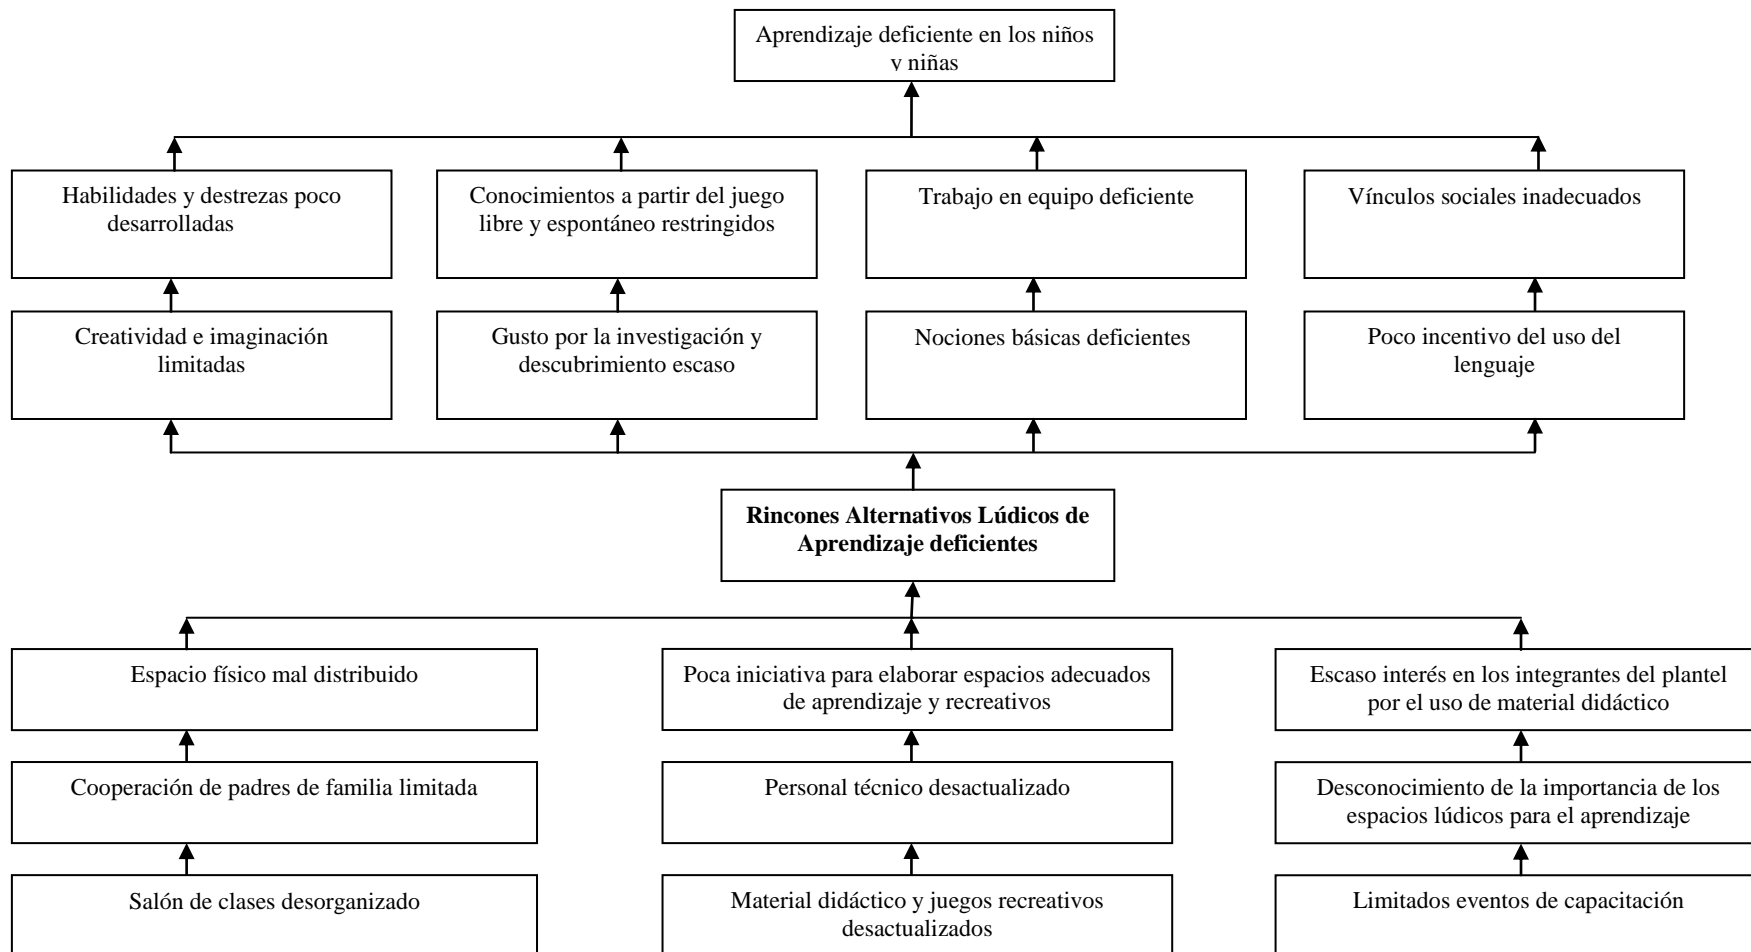 Aprendizaje deficiente en los niños
y niñas
Habilidades y destrezas poco
desarrolladas
Conocimientos a partir del juego
libre y espontáneo restringidos
Trabajo en equipo deficiente
Vínculos sociales inadecuados
Creatividad e imaginación
limitadas
Gusto por la investigación y
descubrimiento escaso
Nociones básicas deficientes
Poco incentivo del uso del
lenguaje
Rincones Alternativos Lúdicos de
Aprendizaje deficientes
Espacio físico mal distribuido
Poca iniciativa para elaborar espacios adecuados
de aprendizaje y recreativos
Escaso interés en los integrantes del plantel
por el uso de material didáctico
Cooperación de padres de familia limitada
Personal técnico desactualizado
Desconocimiento de la importancia de los
espacios lúdicos para el aprendizaje
Salón de clases desorganizado
Material didáctico y juegos recreativos
desactualizados
Limitados eventos de capacitación